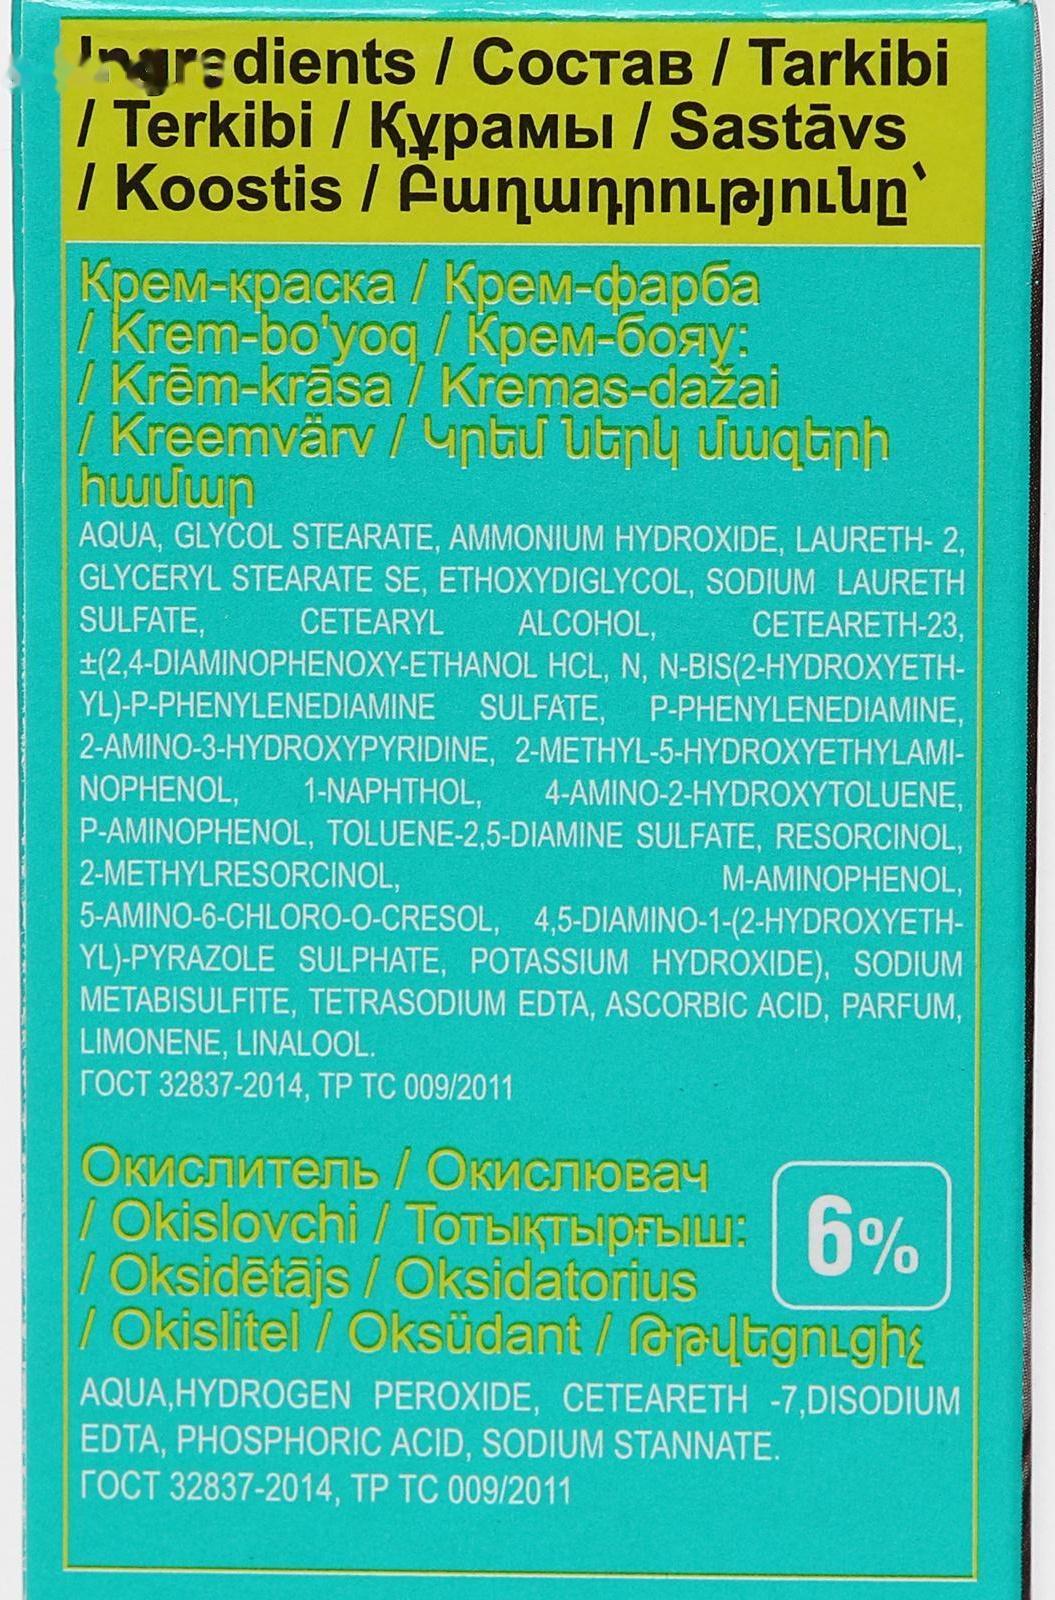 Ingredients / Состав / Tarkibi
/ Terkibi / Құрамы / Sastāvs
/ Koostis / Բաղադրությունը՝
Крем-краска / Крем-фарба
/ Krem-bo'yoq / Крем-бояу:
/ Krēm-krāsa / Kremas-dažai
/ Kreemvärv / Կրեմ ներկ մազերի
համար
AQUA, GLYCOL STEARATE, AMMONIUM HYDROXIDE, LAURETH- 2,
GLYCERYL STEARATE SE, ETHOXYDIGLYCOL, SODIUM LAURETH
SULFATE, CETEARYL ALCOHOL, CETEARETH-23,
±(2,4-DIAMINOPHENOXY-ETHANOL HCL, N, N-BIS(2-HYDROXYETH-
YL)-P-PHENYLENEDIAMINE SULFATE, P-PHENYLENEDIAMINE,
2-AMINO-3-HYDROXYPYRIDINE, 2-METHYL-5-HYDROXYETHYLAMI-
NOPHENOL, 1-NAPHTHOL, 4-AMINO-2-HYDROXYTOLUENE,
P-AMINOPHENOL, TOLUENE-2,5-DIAMINE SULFATE, RESORCINOL,
2-METHYLRESORCINOL, M-AMINOPHENOL,
5-AMINO-6-CHLORO-O-CRESOL, 4,5-DIAMINO-1-(2-HYDROXYETH-
YL)-PYRAZOLE SULPHATE, POTASSIUM HYDROXIDE), SODIUM
METABISULFITE, TETRASODIUM EDTA, ASCORBIC ACID, PARFUM,
LIMONENE, LINALOOL.
ГОСТ 32837-2014, ТР ТС 009/2011
Окислитель / Окислювач
/ Okislovchi / Тотықтырғыш:
/ Oksidētājs / Oksidatorius
/ Okislitel / Oksüdant / Թթվեցուցիչ
6%
AQUA,HYDROGEN PEROXIDE, CETEARETH -7,DISODIUM
EDTA, PHOSPHORIC ACID, SODIUM STANNATE.
ГОСТ 32837-2014, ТР ТС 009/2011